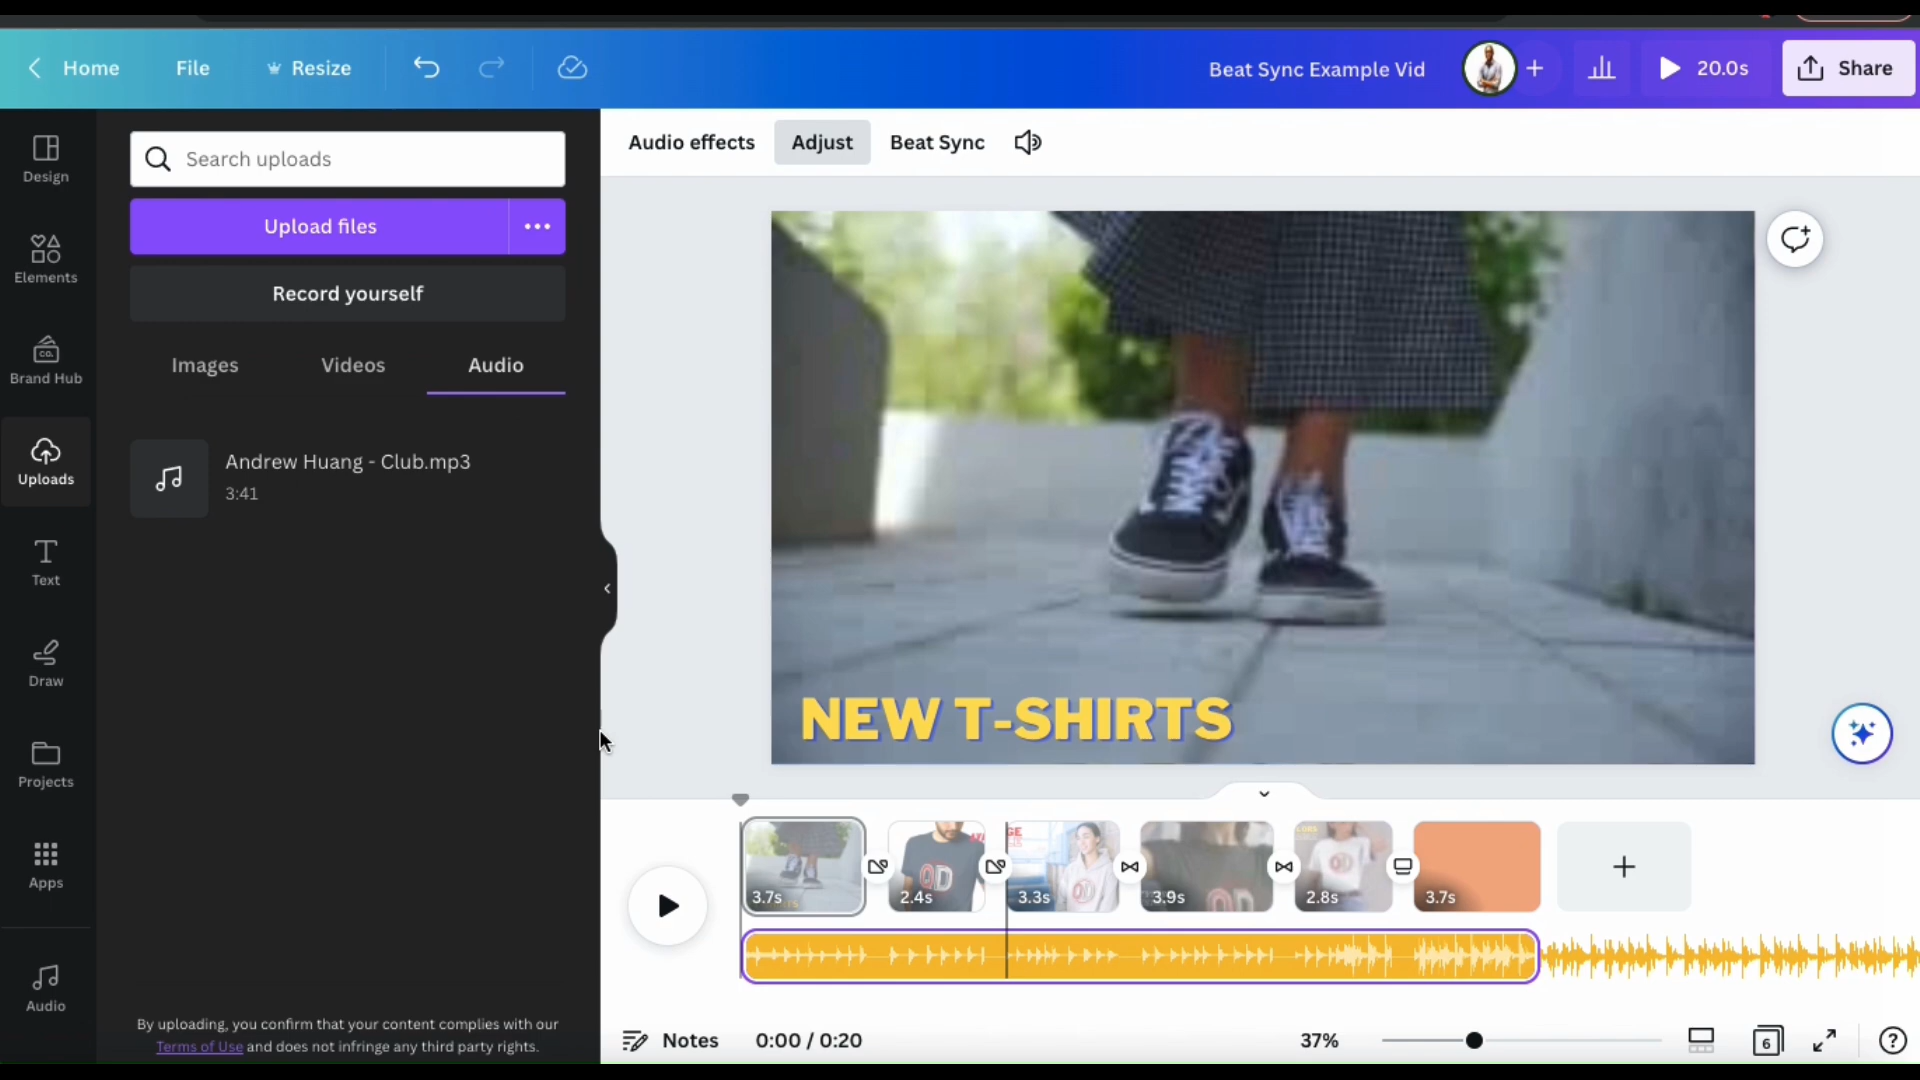 Home
File
Resize
Beat Sync Example Vid
20.0s
Share
Design
Elements
CO.
Brand Hub
Uploads
Text
Draw
Projects
Apps
Audio
Search uploads
Upload files
Record yourself
Images
Videos
Audio
Andrew Huang - Club.mp3
3:41
By uploading, you confirm that your content complies with our
Terms of Use and does not infringe any third party rights.
Audio effects
Adjust
Beat Sync
NEW T-SHIRTS
3.7s
2.4s
3.3s
3.9s
2.8s
3.7s
Notes
0:00 / 0:20
37%
6